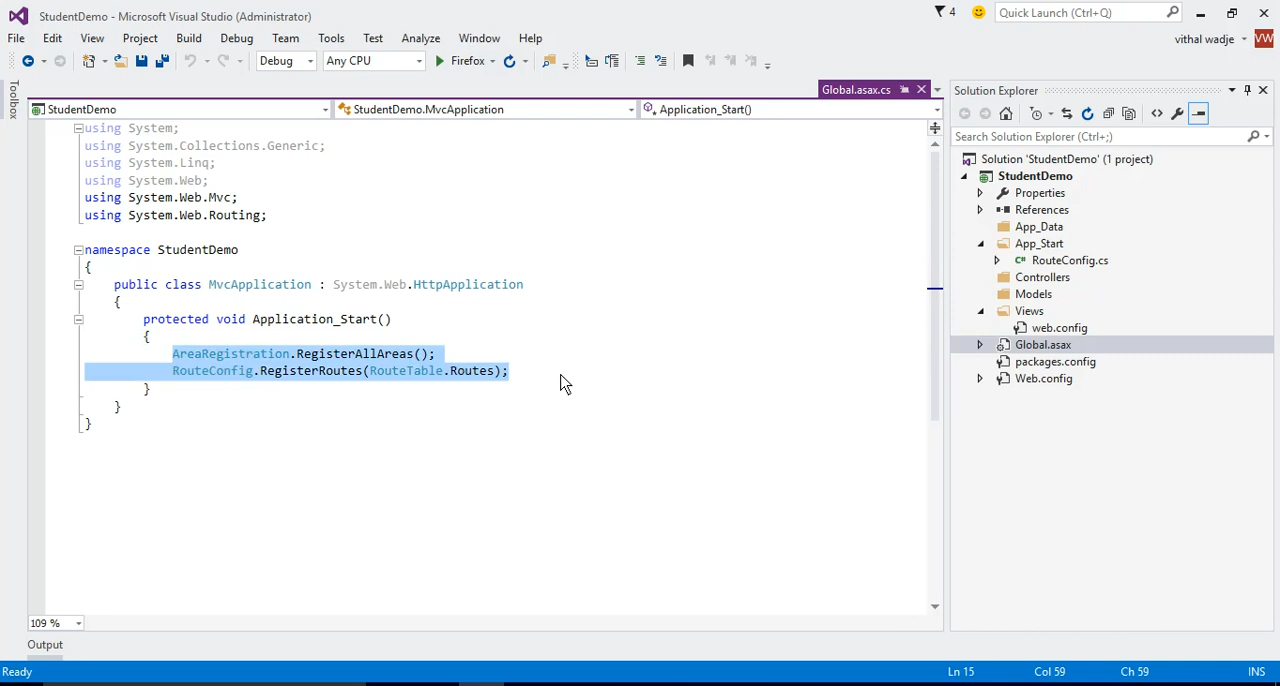 StudentDemo - Microsoft Visual Studio (Administrator)
4
Quick Launch (Ctrl+Q)
File Edit View Project Build Debug Team Tools Test Analyze Window Help
vithal wadje
VW
Debug
Any CPU
Firefox
Toolbox
Global.asax.cs
StudentDemo
StudentDemo.MvcApplication
Application_Start()
using System;
using System.Collections.Generic;
using System.Linq;
using System.Web;
using System.Web.Mvc;
using System.Web.Routing;
namespace StudentDemo
{
public class MvcApplication : System.Web.HttpApplication
{
protected void Application_Start()
{
AreaRegistration.RegisterAllAreas();
RouteConfig.RegisterRoutes(RouteTable.Routes);
}
}
}
109 %
Solution Explorer
Search Solution Explorer (Ctrl+;)
Solution 'StudentDemo' (1 project)
StudentDemo
Properties
References
App_Data
App_Start
C# RouteConfig.cs
Controllers
Models
Views
web.config
Global.asax
packages.config
Web.config
Output
Ready
Ln 15
Col 59
Ch 59
INS